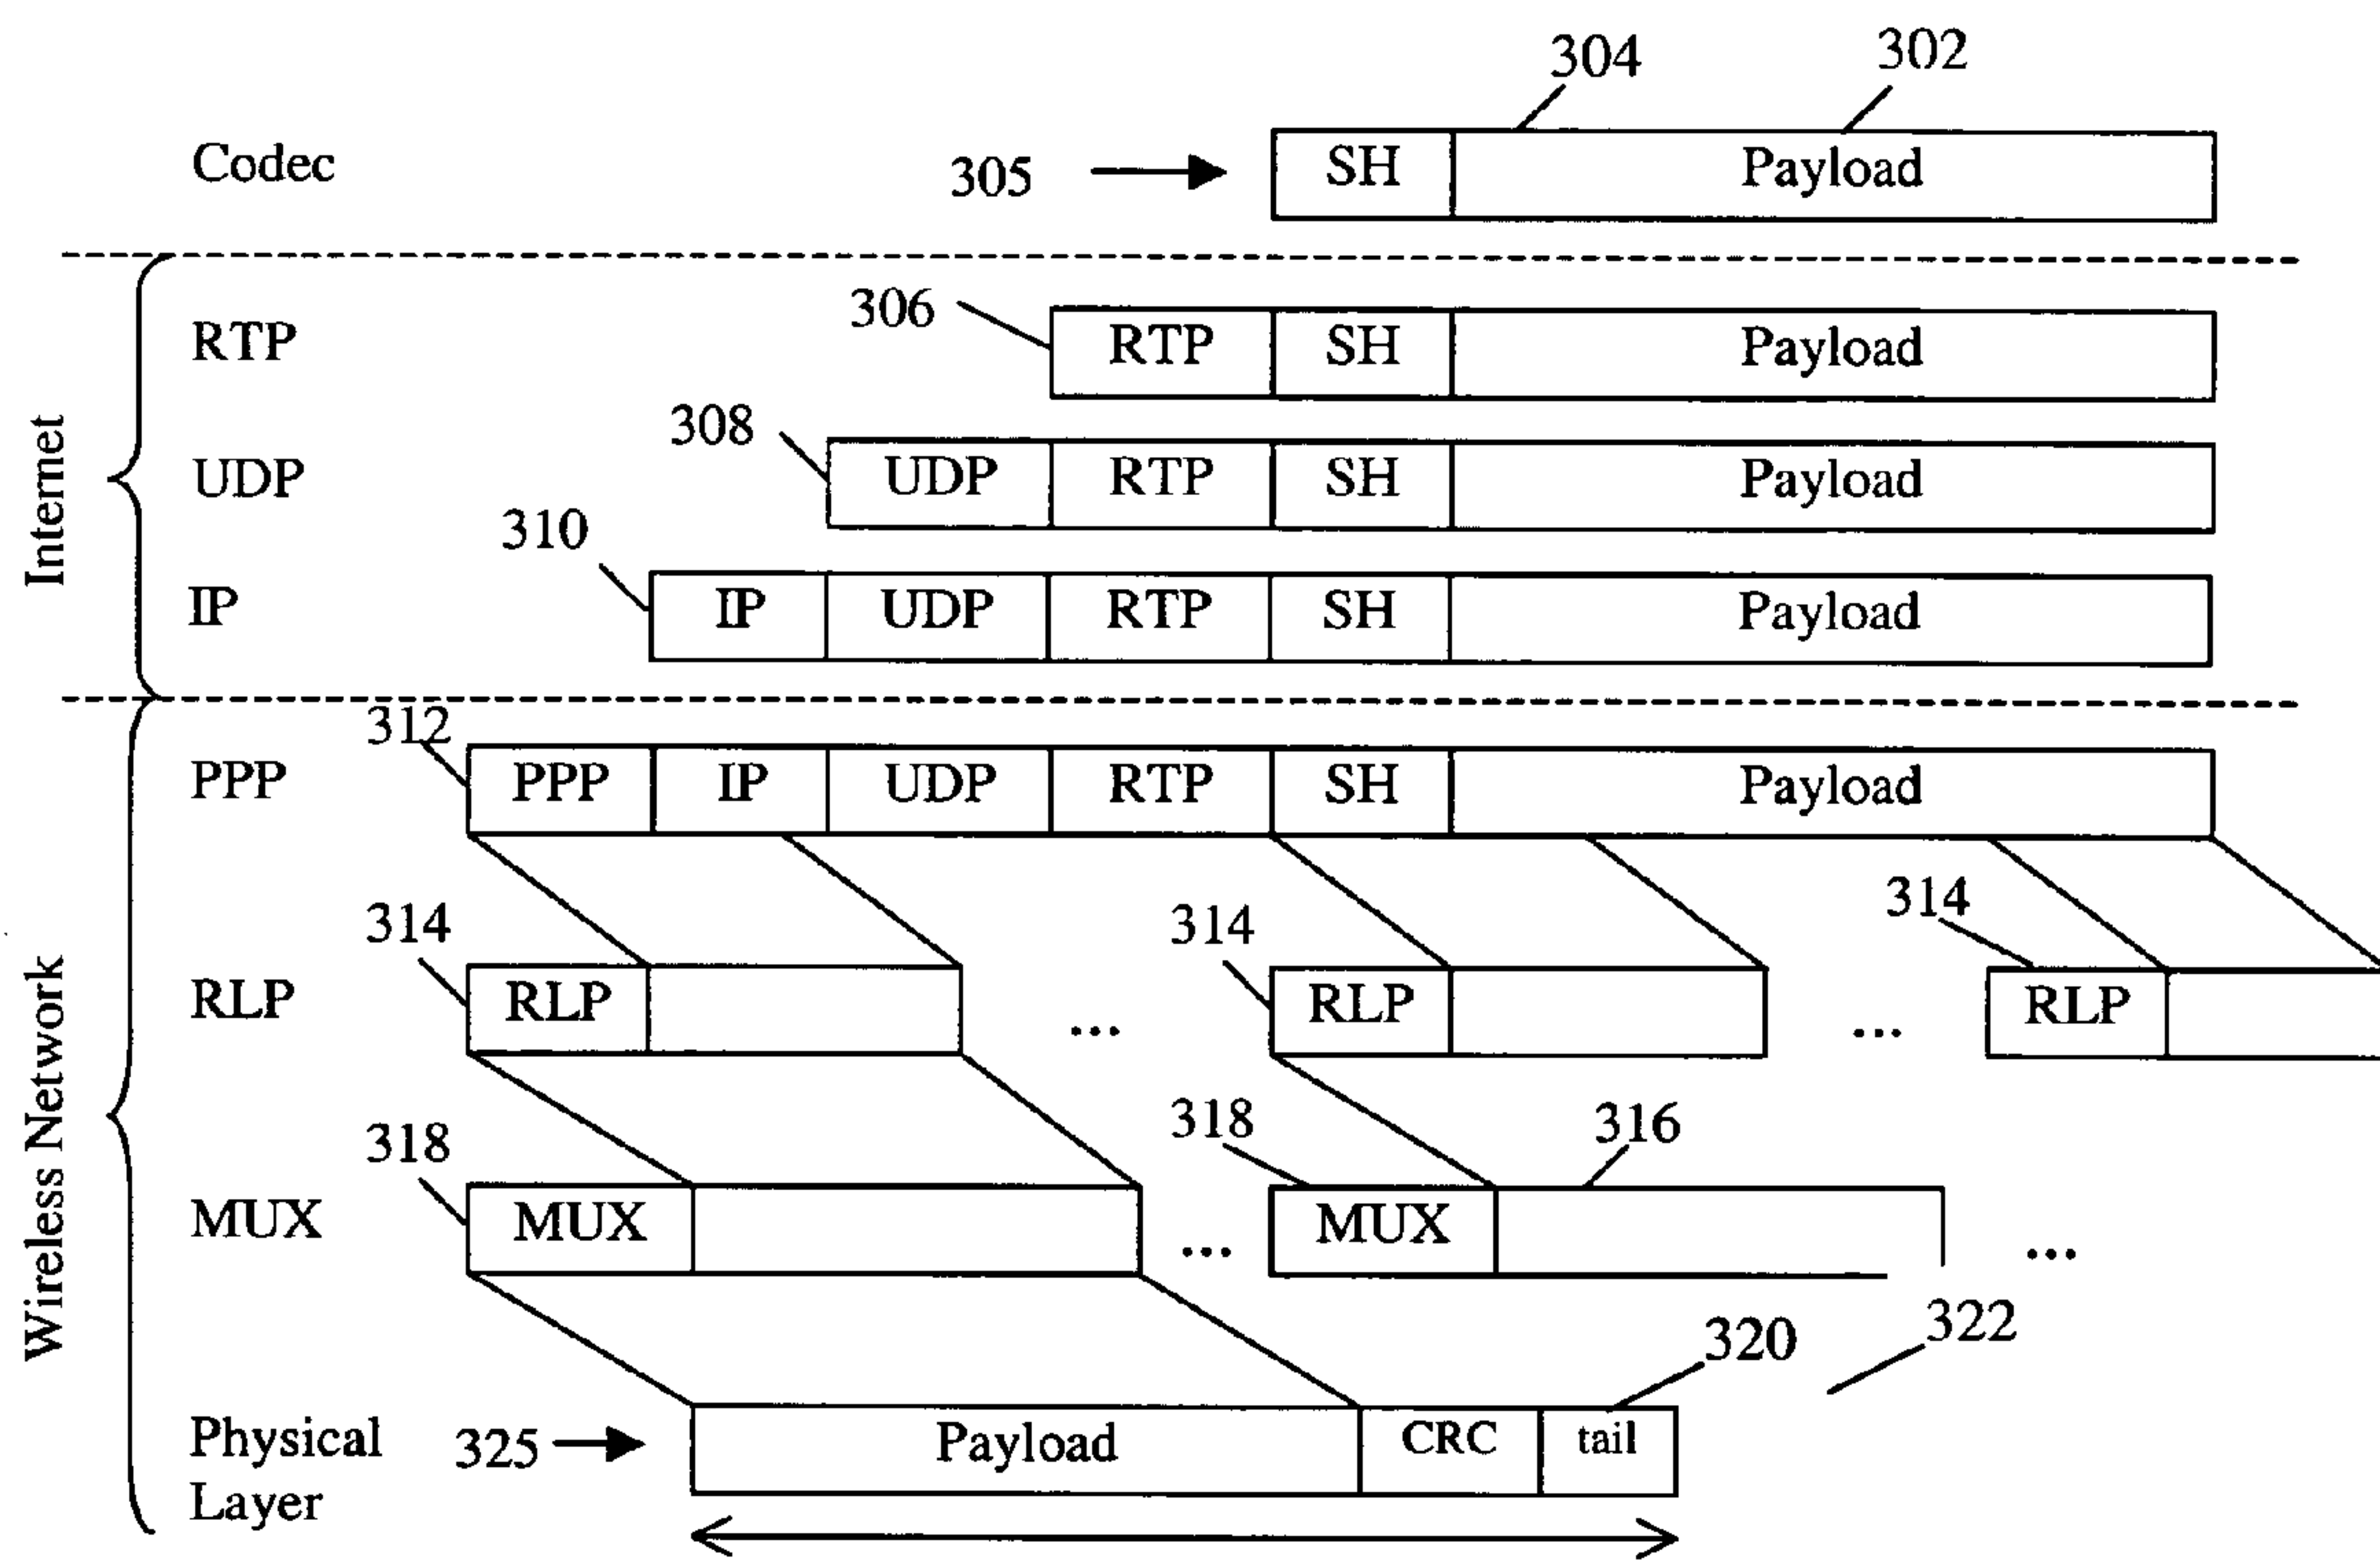 304 302
Codec 305 SH Payload
306
RTP RTP SH Payload
308
UDP UDP RTP SH Payload
310
IP IP UDP RTP SH Payload
Internet
312
PPP PPP IP UDP RTP SH Payload
314 314 314
RLP RLP ... RLP ... RLP
318 318 316
MUX MUX ... MUX ...
Wireless Network
320 322
Physical 325 Payload CRC tail
Layer